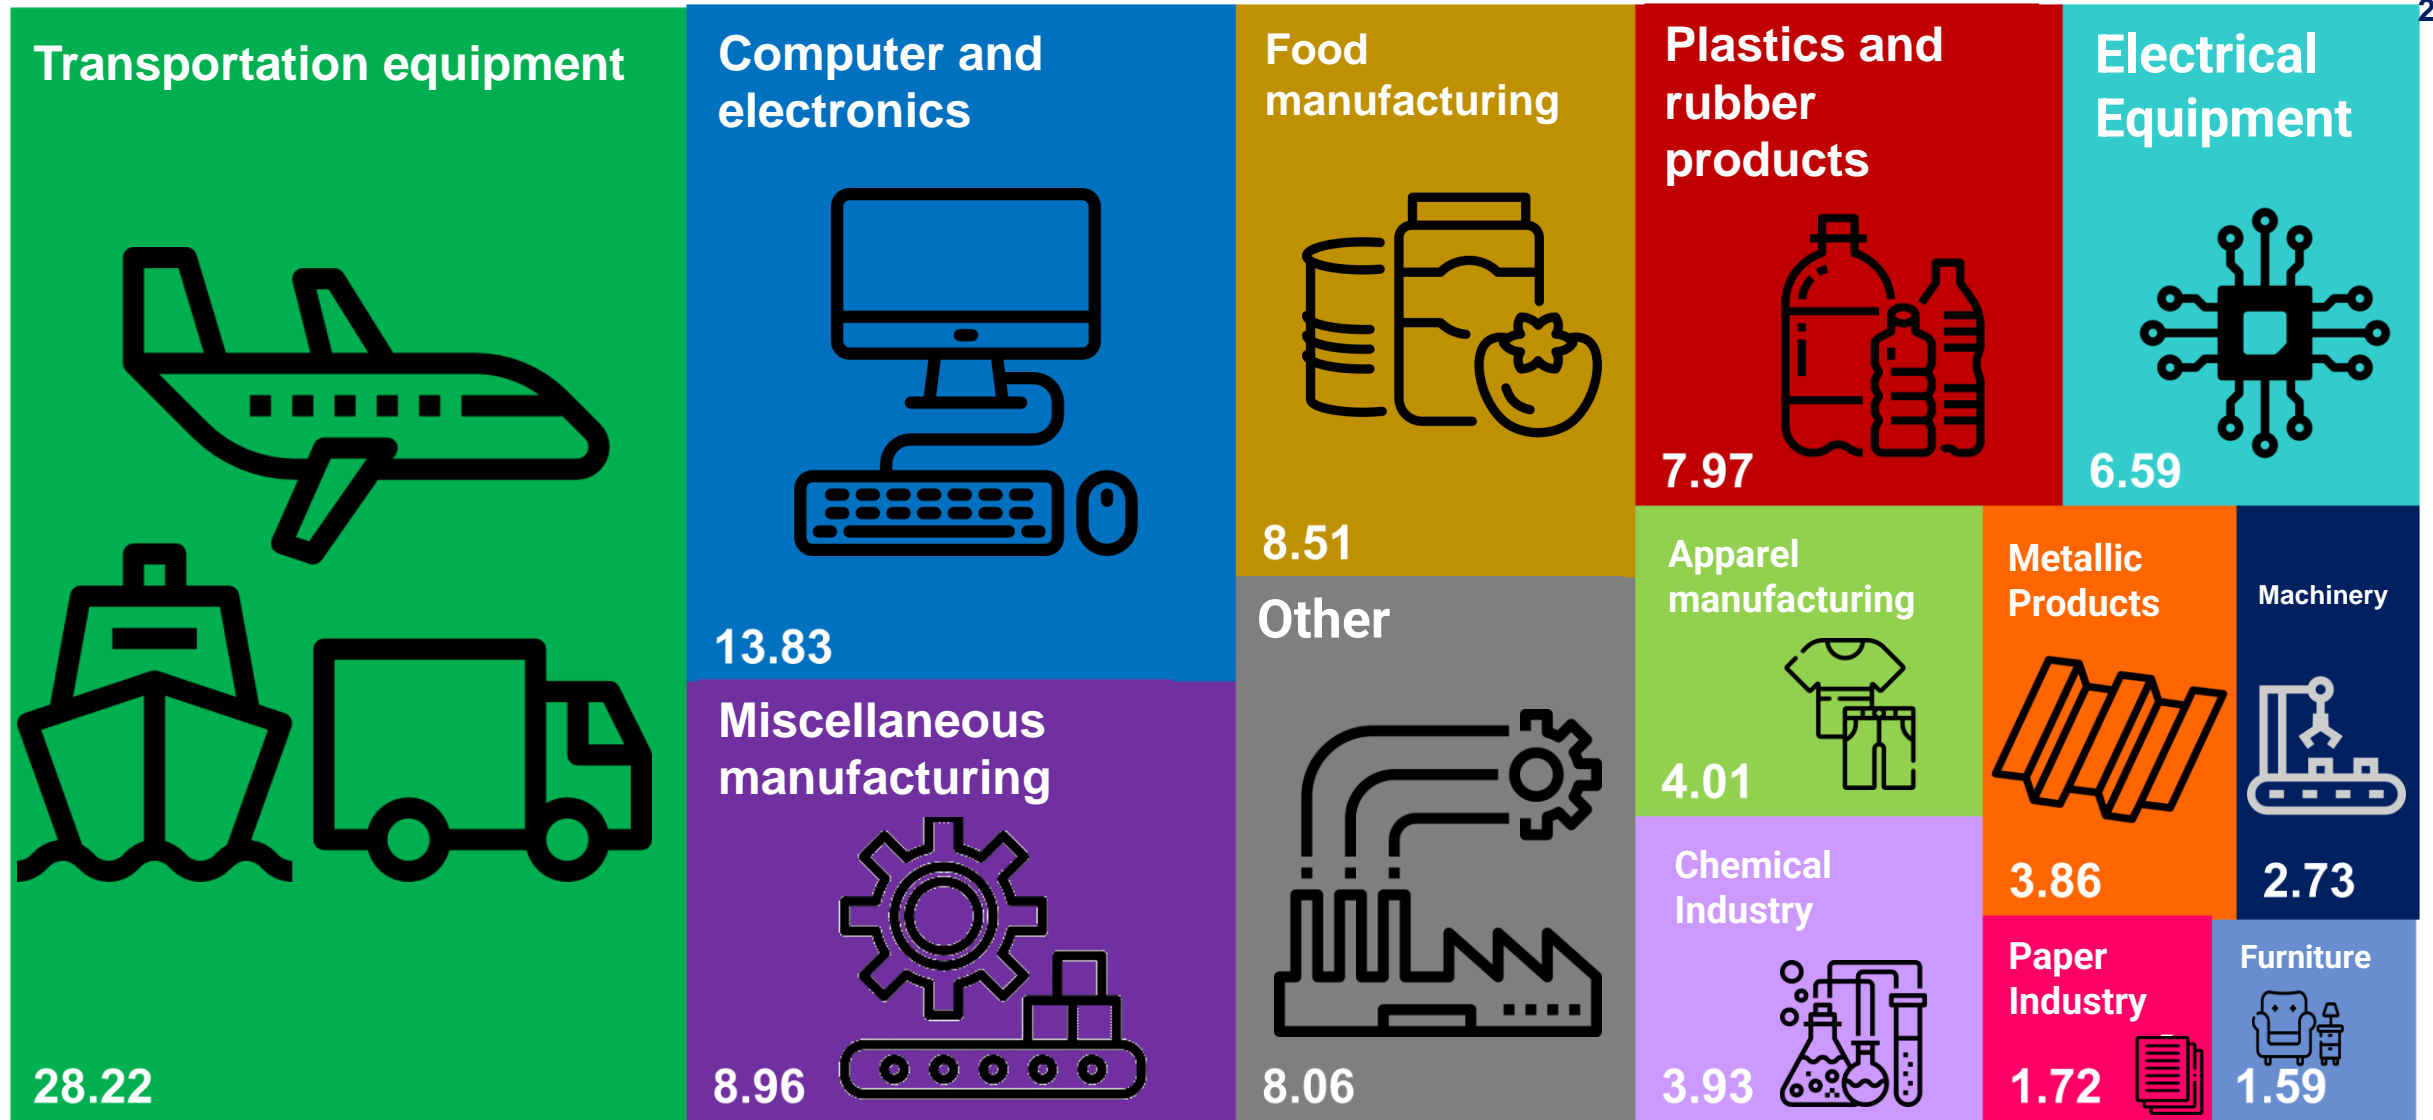 2
Transportation equipment
28.22
Computer and
electronics
13.83
Miscellaneous
manufacturing
8.96
Food
manufacturing
8.51
Other
8.06
Plastics and
rubber
products
7.97
Electrical
Equipment
6.59
Apparel
manufacturing
4.01
Metallic
Products
3.86
Machinery
2.73
Chemical
Industry
3.93
Paper
Industry
1.72
Furniture
1.59